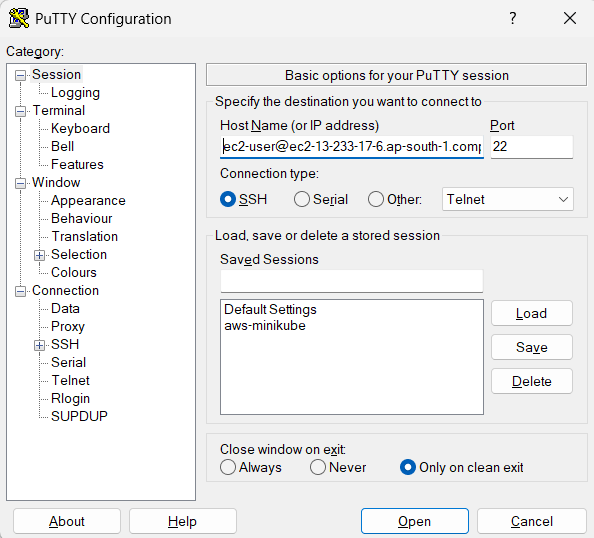 PuTTY Configuration
Category:
Session
Logging
Terminal
Keyboard
Bell
Features
Window
Appearance
Behaviour
Translation
Selection
Colours
Connection
Data
Proxy
SSH
Serial
Telnet
Rlogin
SUPDUP
Basic options for your PuTTY session
Specify the destination you want to connect to
Host Name (or IP address) Port
ec2-user@ec2-13-233-17-6.ap-south-1.comp 22
Connection type:
SSH Serial Other: Telnet
Load, save or delete a stored session
Saved Sessions
Default Settings
aws-minikube
Load
Save
Delete
Close window on exit:
Always Never Only on clean exit
About Help Open Cancel